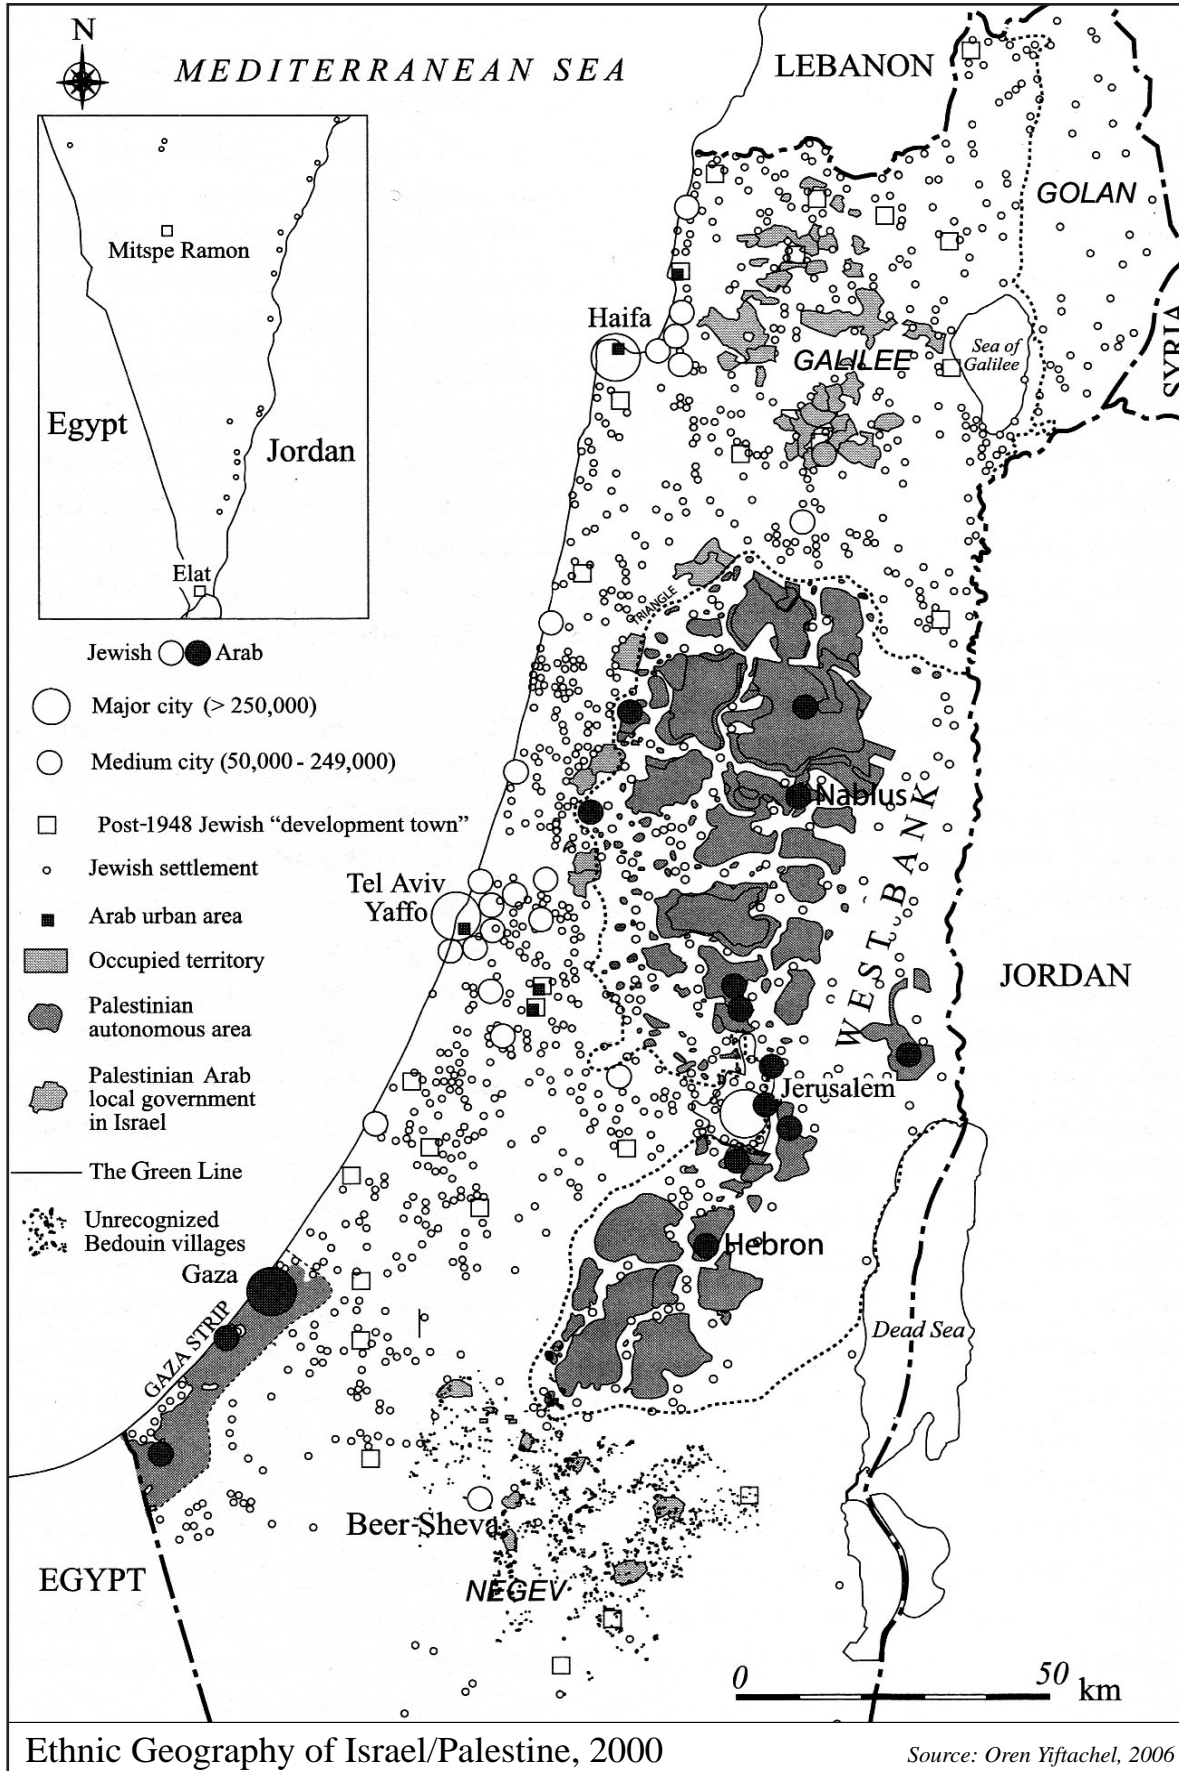 N
MEDITERRANEAN SEA
LEBANON
GOLAN
SYRIA
Mitspe Ramon
Egypt
Jordan
Elat
Haifa
GALILEE
Sea of
Galilee
TRIANGLE
Jewish
Arab
Major city (> 250,000)
Medium city (50,000 - 249,000)
Post-1948 Jewish “development town”
Jewish settlement
Arab urban area
Occupied territory
Palestinian
autonomous area
Palestinian Arab
local government
in Israel
The Green Line
Unrecognized
Bedouin villages
Tel Aviv
Yaffo
Nablus
WEST BANK
JORDAN
Jerusalem
Hebron
Gaza
GAZA STRIP
Dead Sea
Beer-Sheva
NEGEV
EGYPT
0
50
km
Ethnic Geography of Israel/Palestine, 2000
Source: Oren Yiftachel, 2006